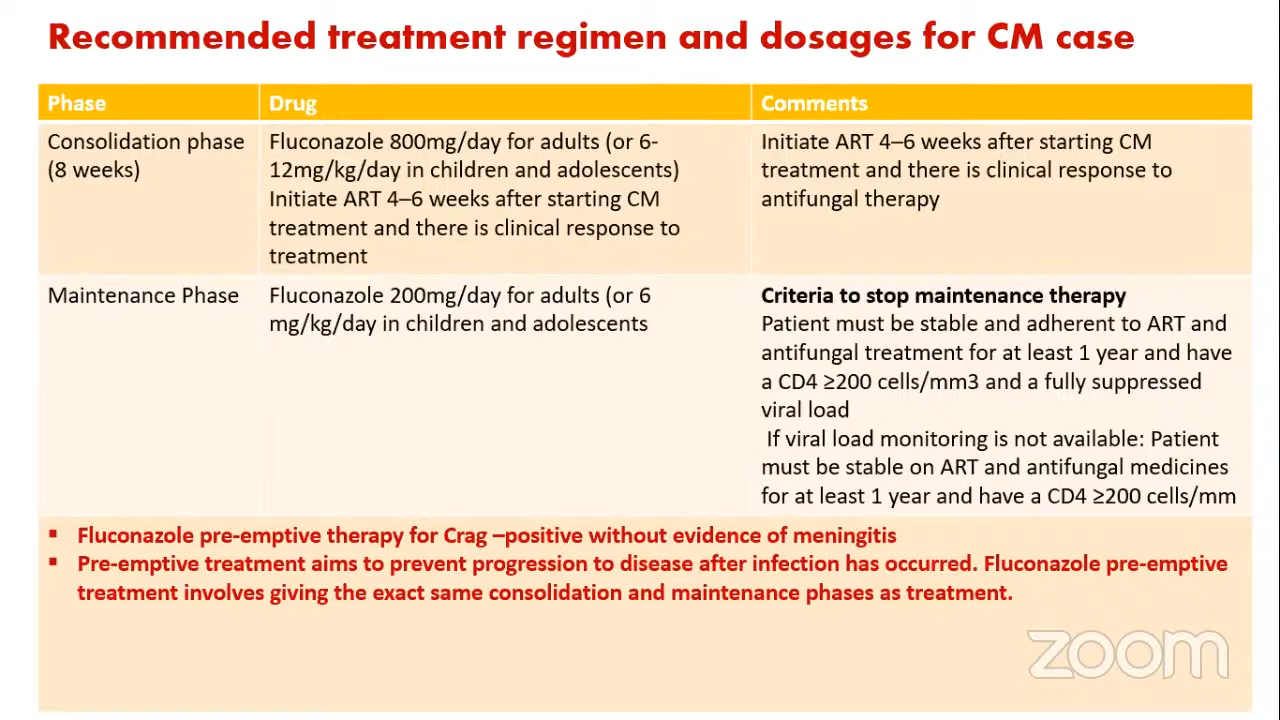 Recommended treatment regimen and dosages for CM case
Phase
Drug
Comments
Consolidation phase
(8 weeks)
Fluconazole 800mg/day for adults (or 6-
12mg/kg/day in children and adolescents)
Initiate ART 4–6 weeks after starting CM
treatment and there is clinical response to
treatment
Initiate ART 4–6 weeks after starting CM
treatment and there is clinical response to
antifungal therapy
Maintenance Phase
Fluconazole 200mg/day for adults (or 6
mg/kg/day in children and adolescents
Criteria to stop maintenance therapy
Patient must be stable and adherent to ART and
antifungal treatment for at least 1 year and have
a CD4 ≥200 cells/mm3 and a fully suppressed
viral load
If viral load monitoring is not available: Patient
must be stable on ART and antifungal medicines
for at least 1 year and have a CD4 ≥200 cells/mm
▪ Fluconazole pre-emptive therapy for Crag –positive without evidence of meningitis
▪ Pre-emptive treatment aims to prevent progression to disease after infection has occurred. Fluconazole pre-emptive
treatment involves giving the exact same consolidation and maintenance phases as treatment.
zoom